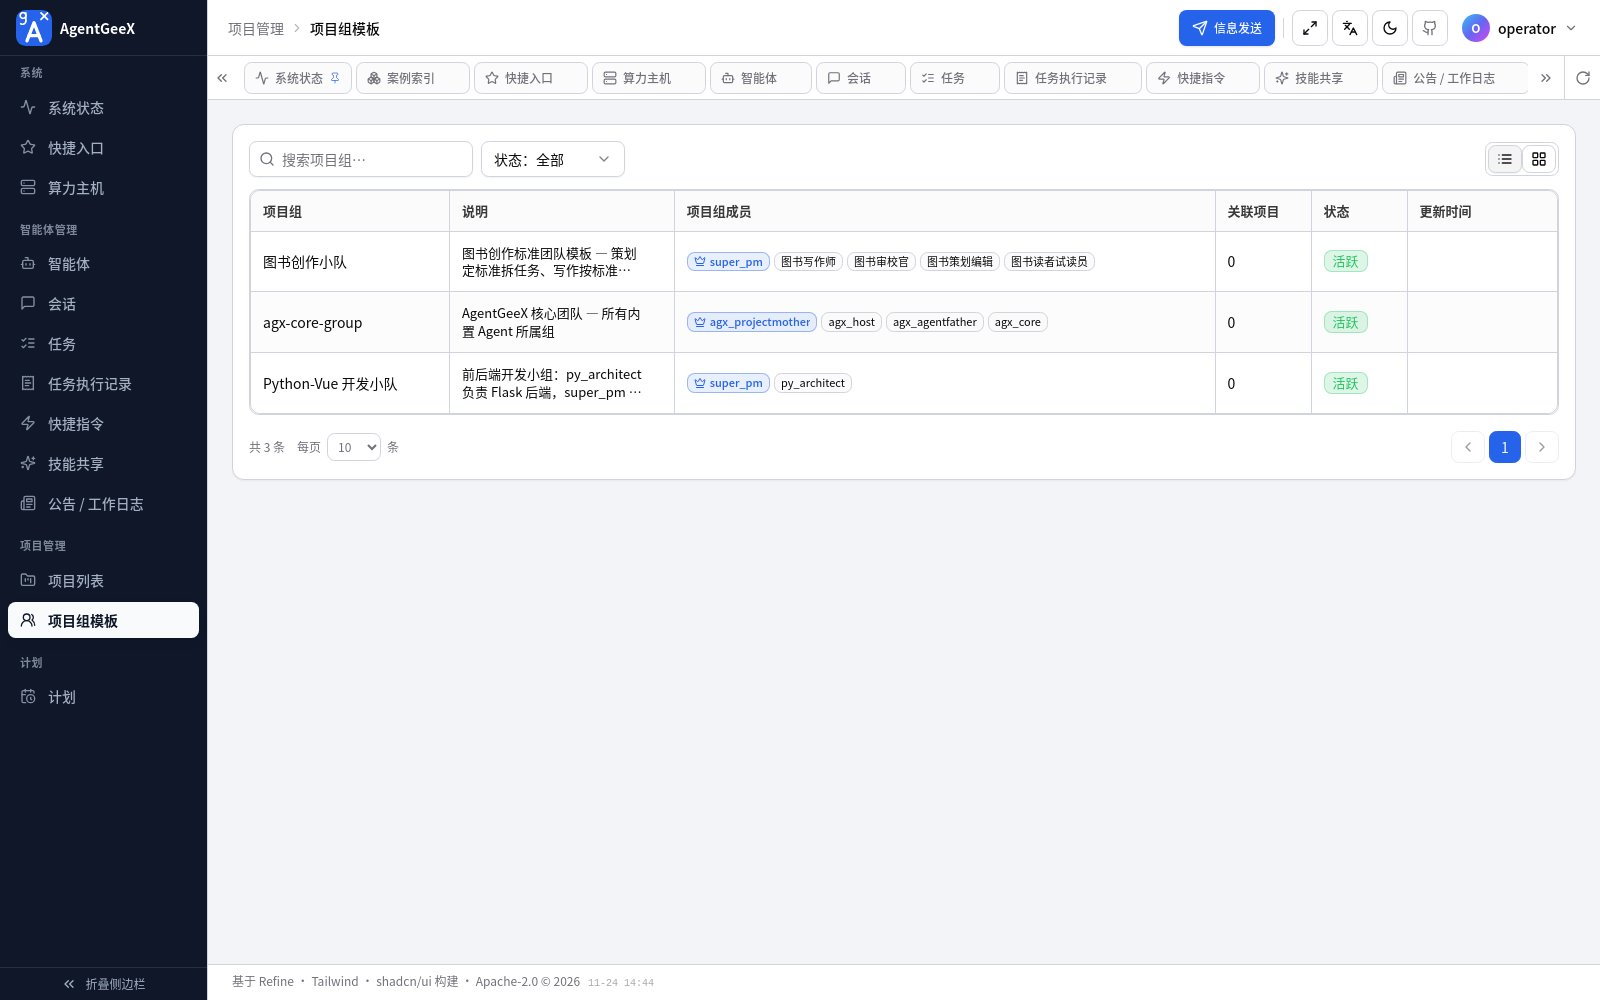 AgentGeeX
系统
系统状态
快捷入口
算力主机
智能体管理
智能体
会话
任务
任务执行记录
快捷指令
技能共享
公告 / 工作日志
项目管理
项目列表
项目组模板
计划
计划
折叠侧边栏
项目管理 > 项目组模板
信息发送
O operator
系统状态 案例索引 快捷入口 算力主机 智能体 会话 任务 任务执行记录 快捷指令 技能共享 公告 / 工作日志
搜索项目组… 状态：全部
项目组 说明 项目组成员 关联项目 状态 更新时间
图书创作小队 图书创作标准团队模板 — 策划
定标准拆任务、写作按标准… super_pm 图书写作师 图书审校官 图书策划编辑 图书读者试读员 0 活跃
agx-core-group AgentGeeX 核心团队 — 所有内
置 Agent 所属组 agx_projectmother agx_host agx_agentfather agx_core 0 活跃
Python-Vue 开发小队 前后端开发小组：py_architect
负责 Flask 后端，super_pm … super_pm py_architect 0 活跃
共 3 条 每页 10 条 1
基于 Refine · Tailwind · shadcn/ui 构建 · Apache-2.0 © 2026 11-24 14:44